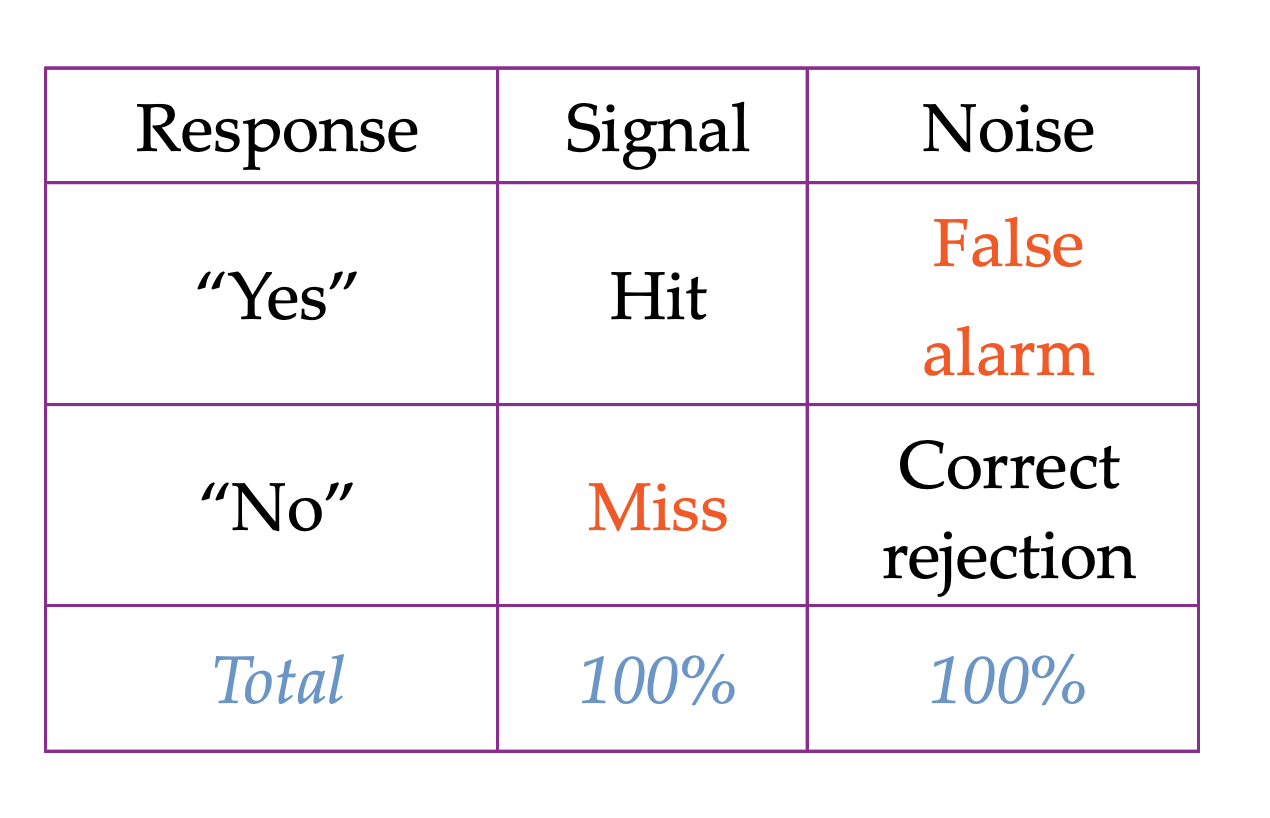 Response Signal Noise
“Yes” Hit False
alarm
“No” Miss Correct
rejection
Total 100% 100%